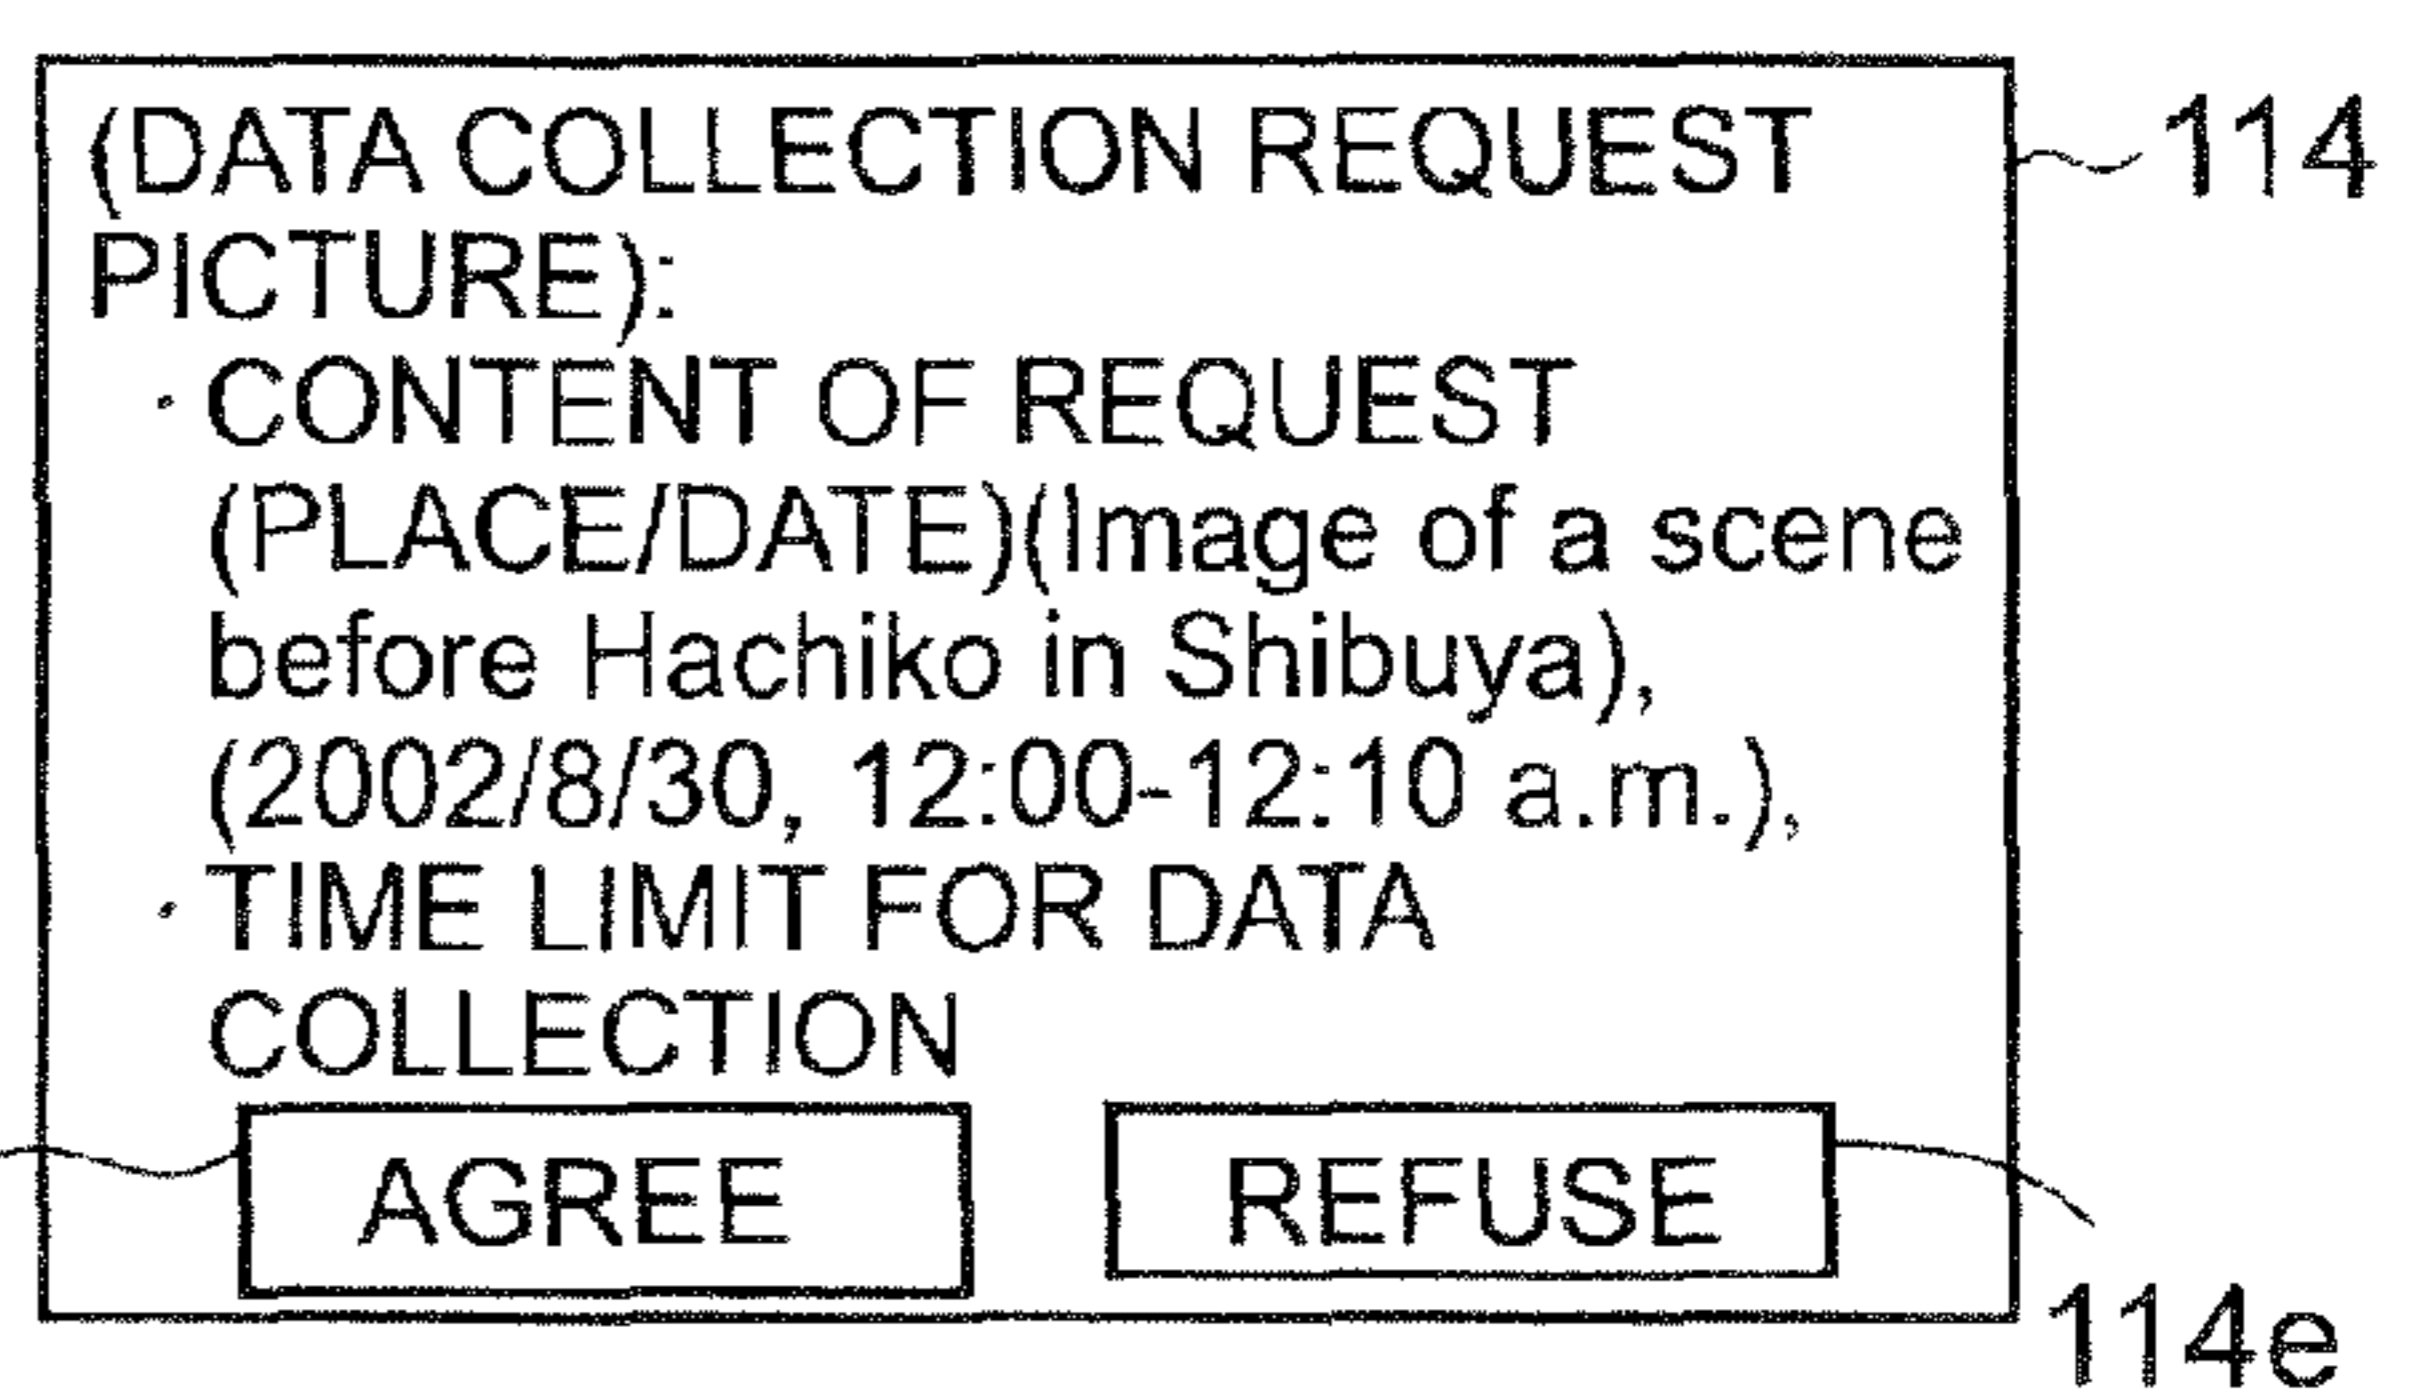 (DATA COLLECTION REQUEST
114
PICTURE):
· CONTENT OF REQUEST
(PLACE/DATE)(Image of a scene
before Hachiko in Shibuya),
(2002/8/30, 12:00-12:10 a.m.),
· TIME LIMIT FOR DATA
COLLECTION
AGREE
REFUSE
114e